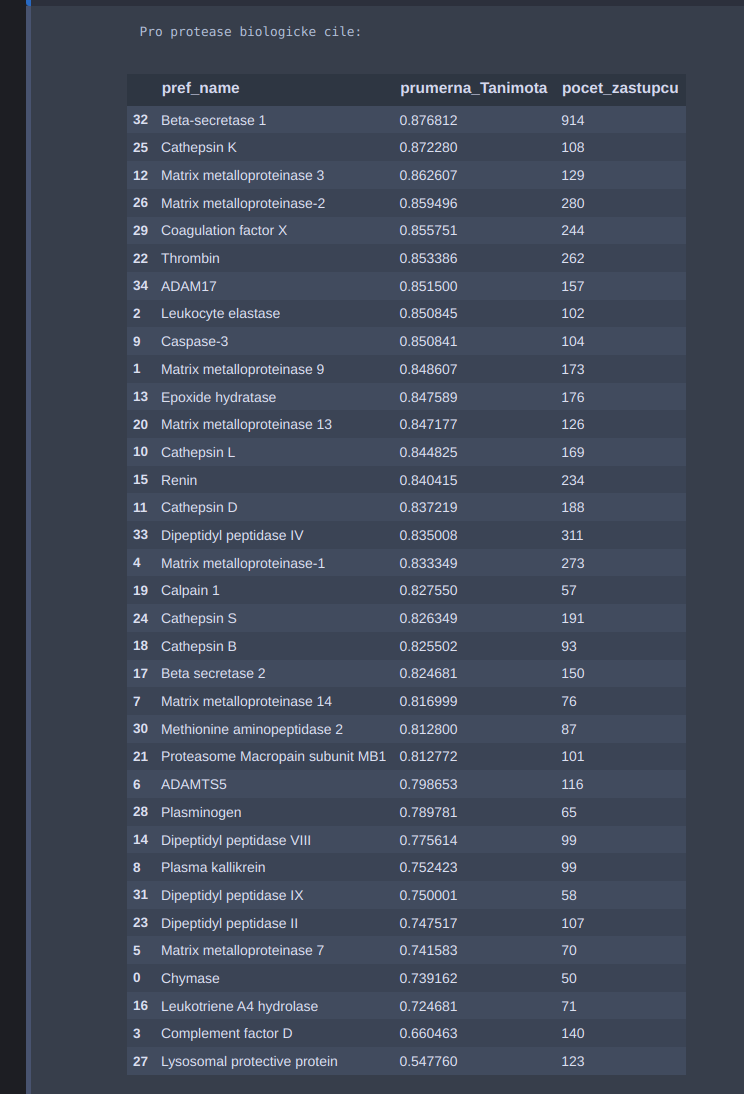 Pro protease biologicke cile:
pref_name prumerna_Tanimota pocet_zastupcu
32 Beta-secretase 1 0.876812 914
25 Cathepsin K 0.872280 108
12 Matrix metalloproteinase 3 0.862607 129
26 Matrix metalloproteinase-2 0.859496 280
29 Coagulation factor X 0.855751 244
22 Thrombin 0.853386 262
34 ADAM17 0.851500 157
2 Leukocyte elastase 0.850845 102
9 Caspase-3 0.850841 104
1 Matrix metalloproteinase 9 0.848607 173
13 Epoxide hydratase 0.847589 176
20 Matrix metalloproteinase 13 0.847177 126
10 Cathepsin L 0.844825 169
15 Renin 0.840415 234
11 Cathepsin D 0.837219 188
33 Dipeptidyl peptidase IV 0.835008 311
4 Matrix metalloproteinase-1 0.833349 273
19 Calpain 1 0.827550 57
24 Cathepsin S 0.826349 191
18 Cathepsin B 0.825502 93
17 Beta secretase 2 0.824681 150
7 Matrix metalloproteinase 14 0.816999 76
30 Methionine aminopeptidase 2 0.812800 87
21 Proteasome Macropain subunit MB1 0.812772 101
6 ADAMTS5 0.798653 116
28 Plasminogen 0.789781 65
14 Dipeptidyl peptidase VIII 0.775614 99
8 Plasma kallikrein 0.752423 99
31 Dipeptidyl peptidase IX 0.750001 58
23 Dipeptidyl peptidase II 0.747517 107
5 Matrix metalloproteinase 7 0.741583 70
0 Chymase 0.739162 50
16 Leukotriene A4 hydrolase 0.724681 71
3 Complement factor D 0.660463 140
27 Lysosomal protective protein 0.547760 123